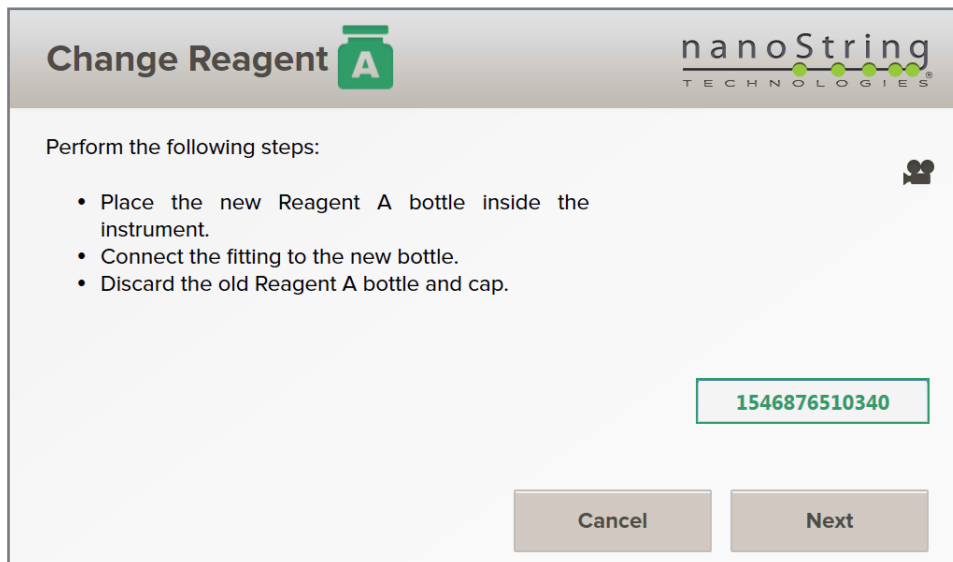 Change Reagent A
nanoString
TECHNOLOGIES®
Perform the following steps:
• Place the new Reagent A bottle inside the
instrument.
• Connect the fitting to the new bottle.
• Discard the old Reagent A bottle and cap.
1546876510340
Cancel Next